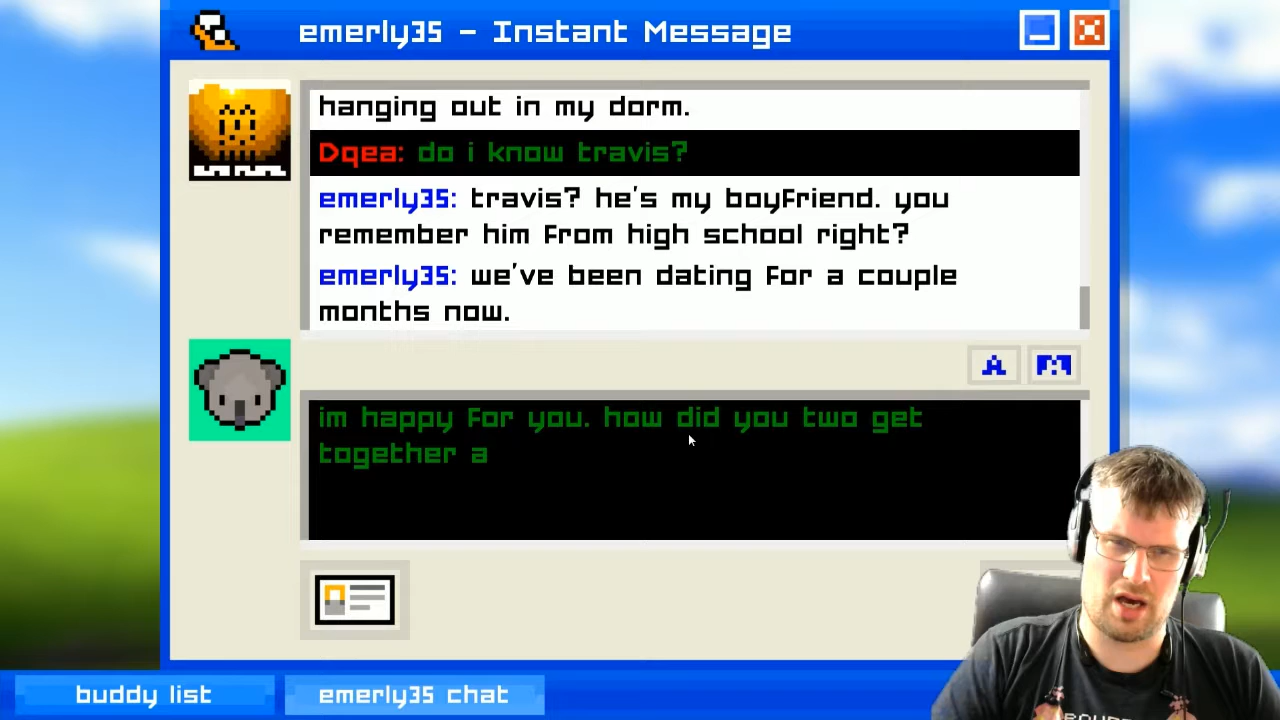 emerly35 - Instant Message
hanging out in my dorm.
Dqea: do i know travis?
emerly35: travis? he's my boyfriend. you
remember him from high school right?
emerly35: we've been dating for a couple
months now.
A
im happy for you. how did you two get
together a
buddy list
emerly35 chat